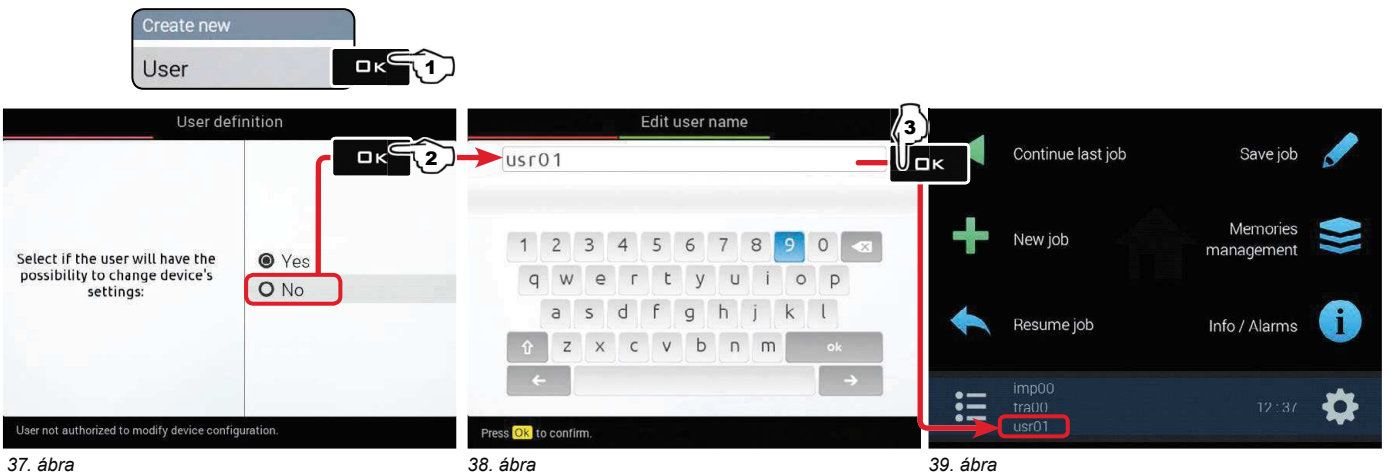 Create new
User
OK
1
User definition
Select if the user will have the
possibility to change device's
settings:
Yes
No
OK
2
User not authorized to modify device configuration.
37. ábra
Edit user name
usr01
1 2 3 4 5 6 7 8 9 0
q w e r t y u i o p
a s d f g h j k l
z x c v b n m ok
Press Ok to confirm.
38. ábra
3
OK
Continue last job
Save job
New job
Memories
management
Resume job
Info / Alarms
imp00
tra00
usr01
12:37
39. ábra